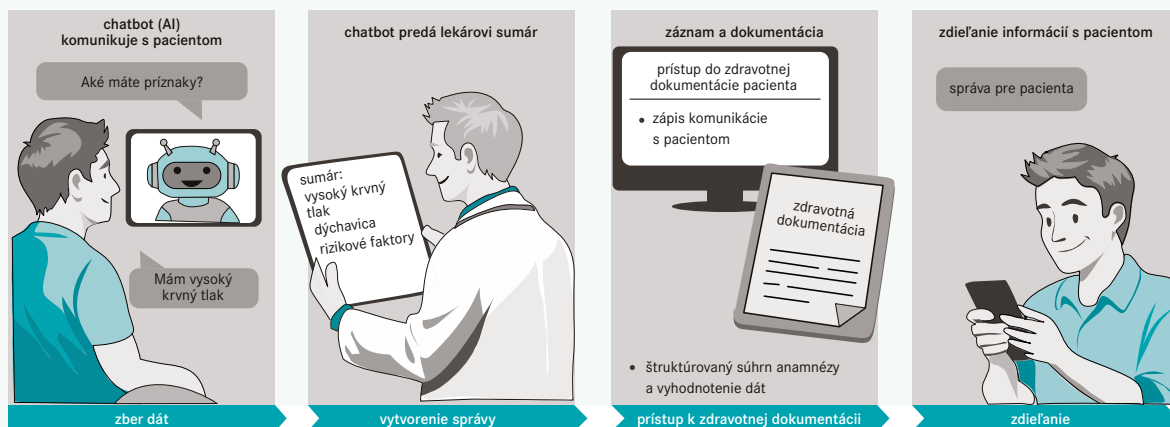 chatbot (AI)
komunikuje s pacientom
Aké máte príznaky?
Mám vysoký
krvný tlak
zber dát
chatbot predá lekárovi sumár
sumár:
vysoký krvný
tlak
dýchavica
rizikové faktory
vytvorenie správy
záznam a dokumentácia
prístup do zdravotnej
dokumentácie pacienta
• zápis komunikácie
s pacientom
zdravotná
dokumentácia
• štruktúrovaný súhrn anamnézy
a vyhodnotenie dát
prístup k zdravotnej dokumentácii
zdieľanie informácií s pacientom
správa pre pacienta
zdieľanie